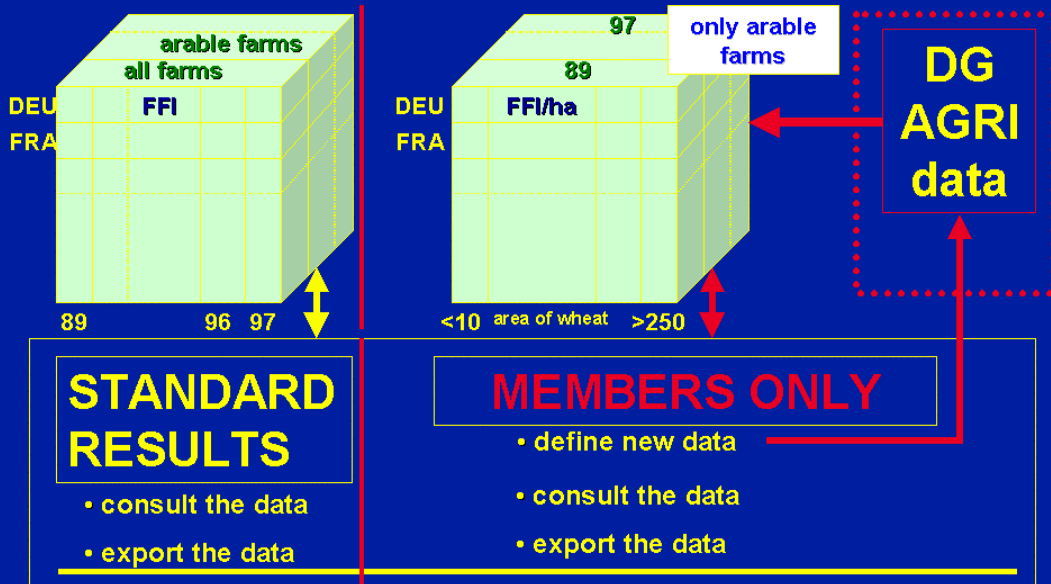 arable farms
all farms
DEU
FFI
FRA
89
96 97
97
only arable
farms
89
DEU
FFI/ha
FRA
<10 area of wheat >250
DG
AGRI
data
STANDARD
RESULTS
• consult the data
• export the data
MEMBERS ONLY
• define new data
• consult the data
• export the data